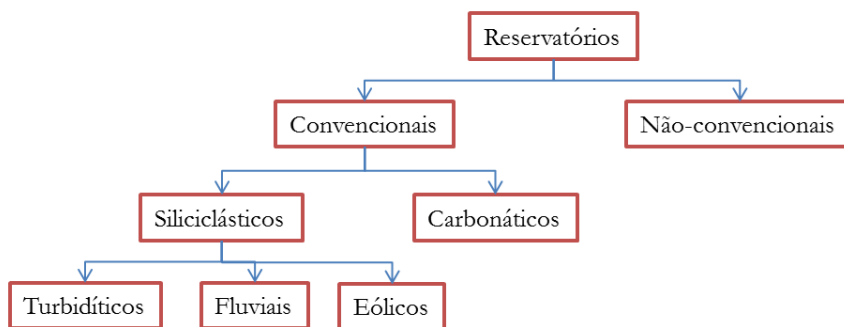 Reservatórios
Convencionais
Não-convencionais
Siliciclásticos
Carbonáticos
Turbidíticos
Fluviais
Eólicos